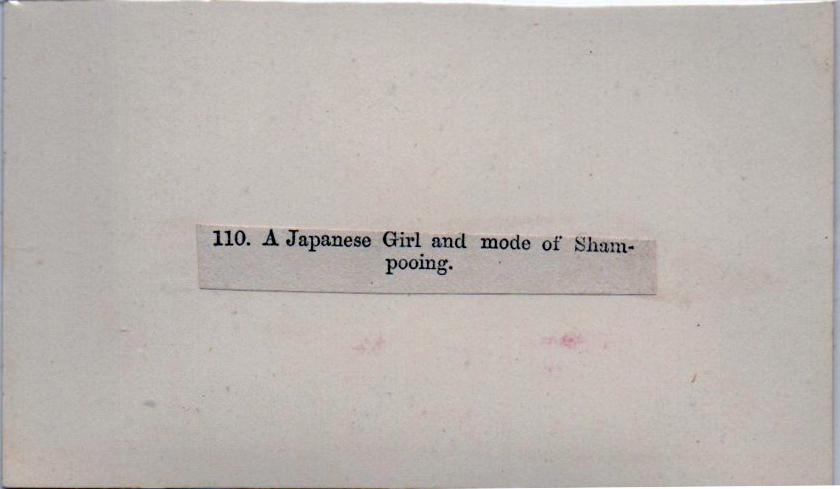 110. A Japanese Girl and mode of Sham-
pooing.